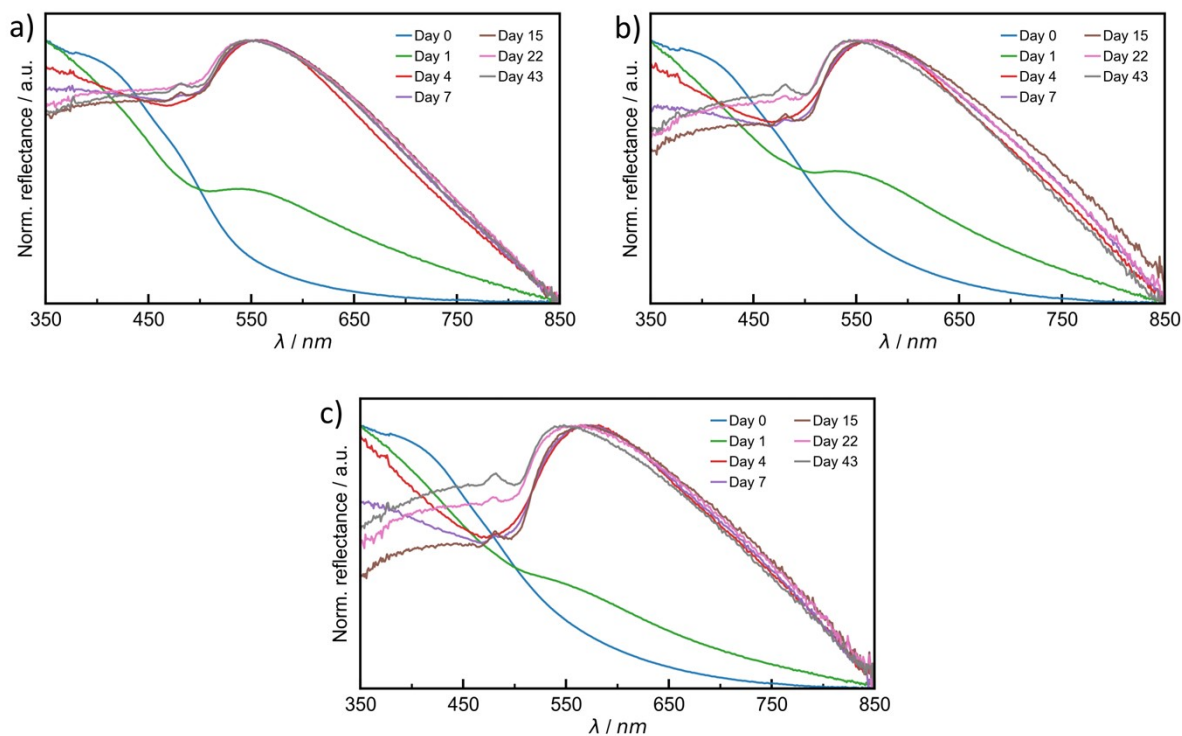 a)
Norm. reflectance / a.u.
Day 0
Day 1
Day 4
Day 7
Day 15
Day 22
Day 43
350 450 550 650 750 850
λ / nm
b)
Norm. reflectance / a.u.
Day 0
Day 1
Day 4
Day 7
Day 15
Day 22
Day 43
350 450 550 650 750 850
λ / nm
c)
Norm. reflectance / a.u.
Day 0
Day 1
Day 4
Day 7
Day 15
Day 22
Day 43
350 450 550 650 750 850
λ / nm